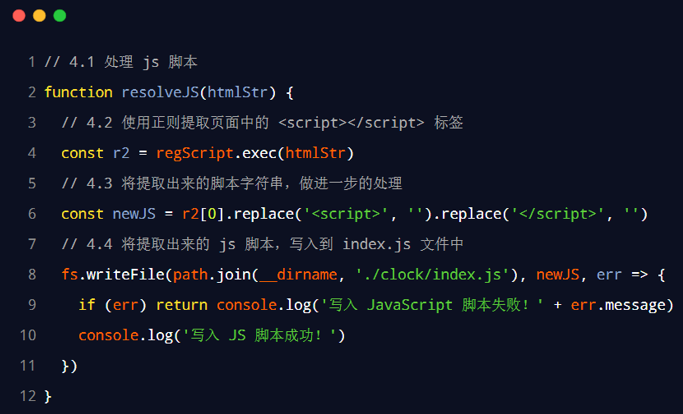 1 // 4.1 处理 js 脚本
2 function resolveJS(htmlStr) {
3   // 4.2 使用正则提取页面中的 <script></script> 标签
4   const r2 = regScript.exec(htmlStr)
5   // 4.3 将提取出来的脚本字符串，做进一步的处理
6   const newJS = r2[0].replace('<script>', '').replace('</script>', '')
7   // 4.4 将提取出来的 js 脚本，写入到 index.js 文件中
8   fs.writeFile(path.join(__dirname, './clock/index.js'), newJS, err => {
9     if (err) return console.log('写入 JavaScript 脚本失败！' + err.message)
10     console.log('写入 JS 脚本成功！')
11   })
12 }